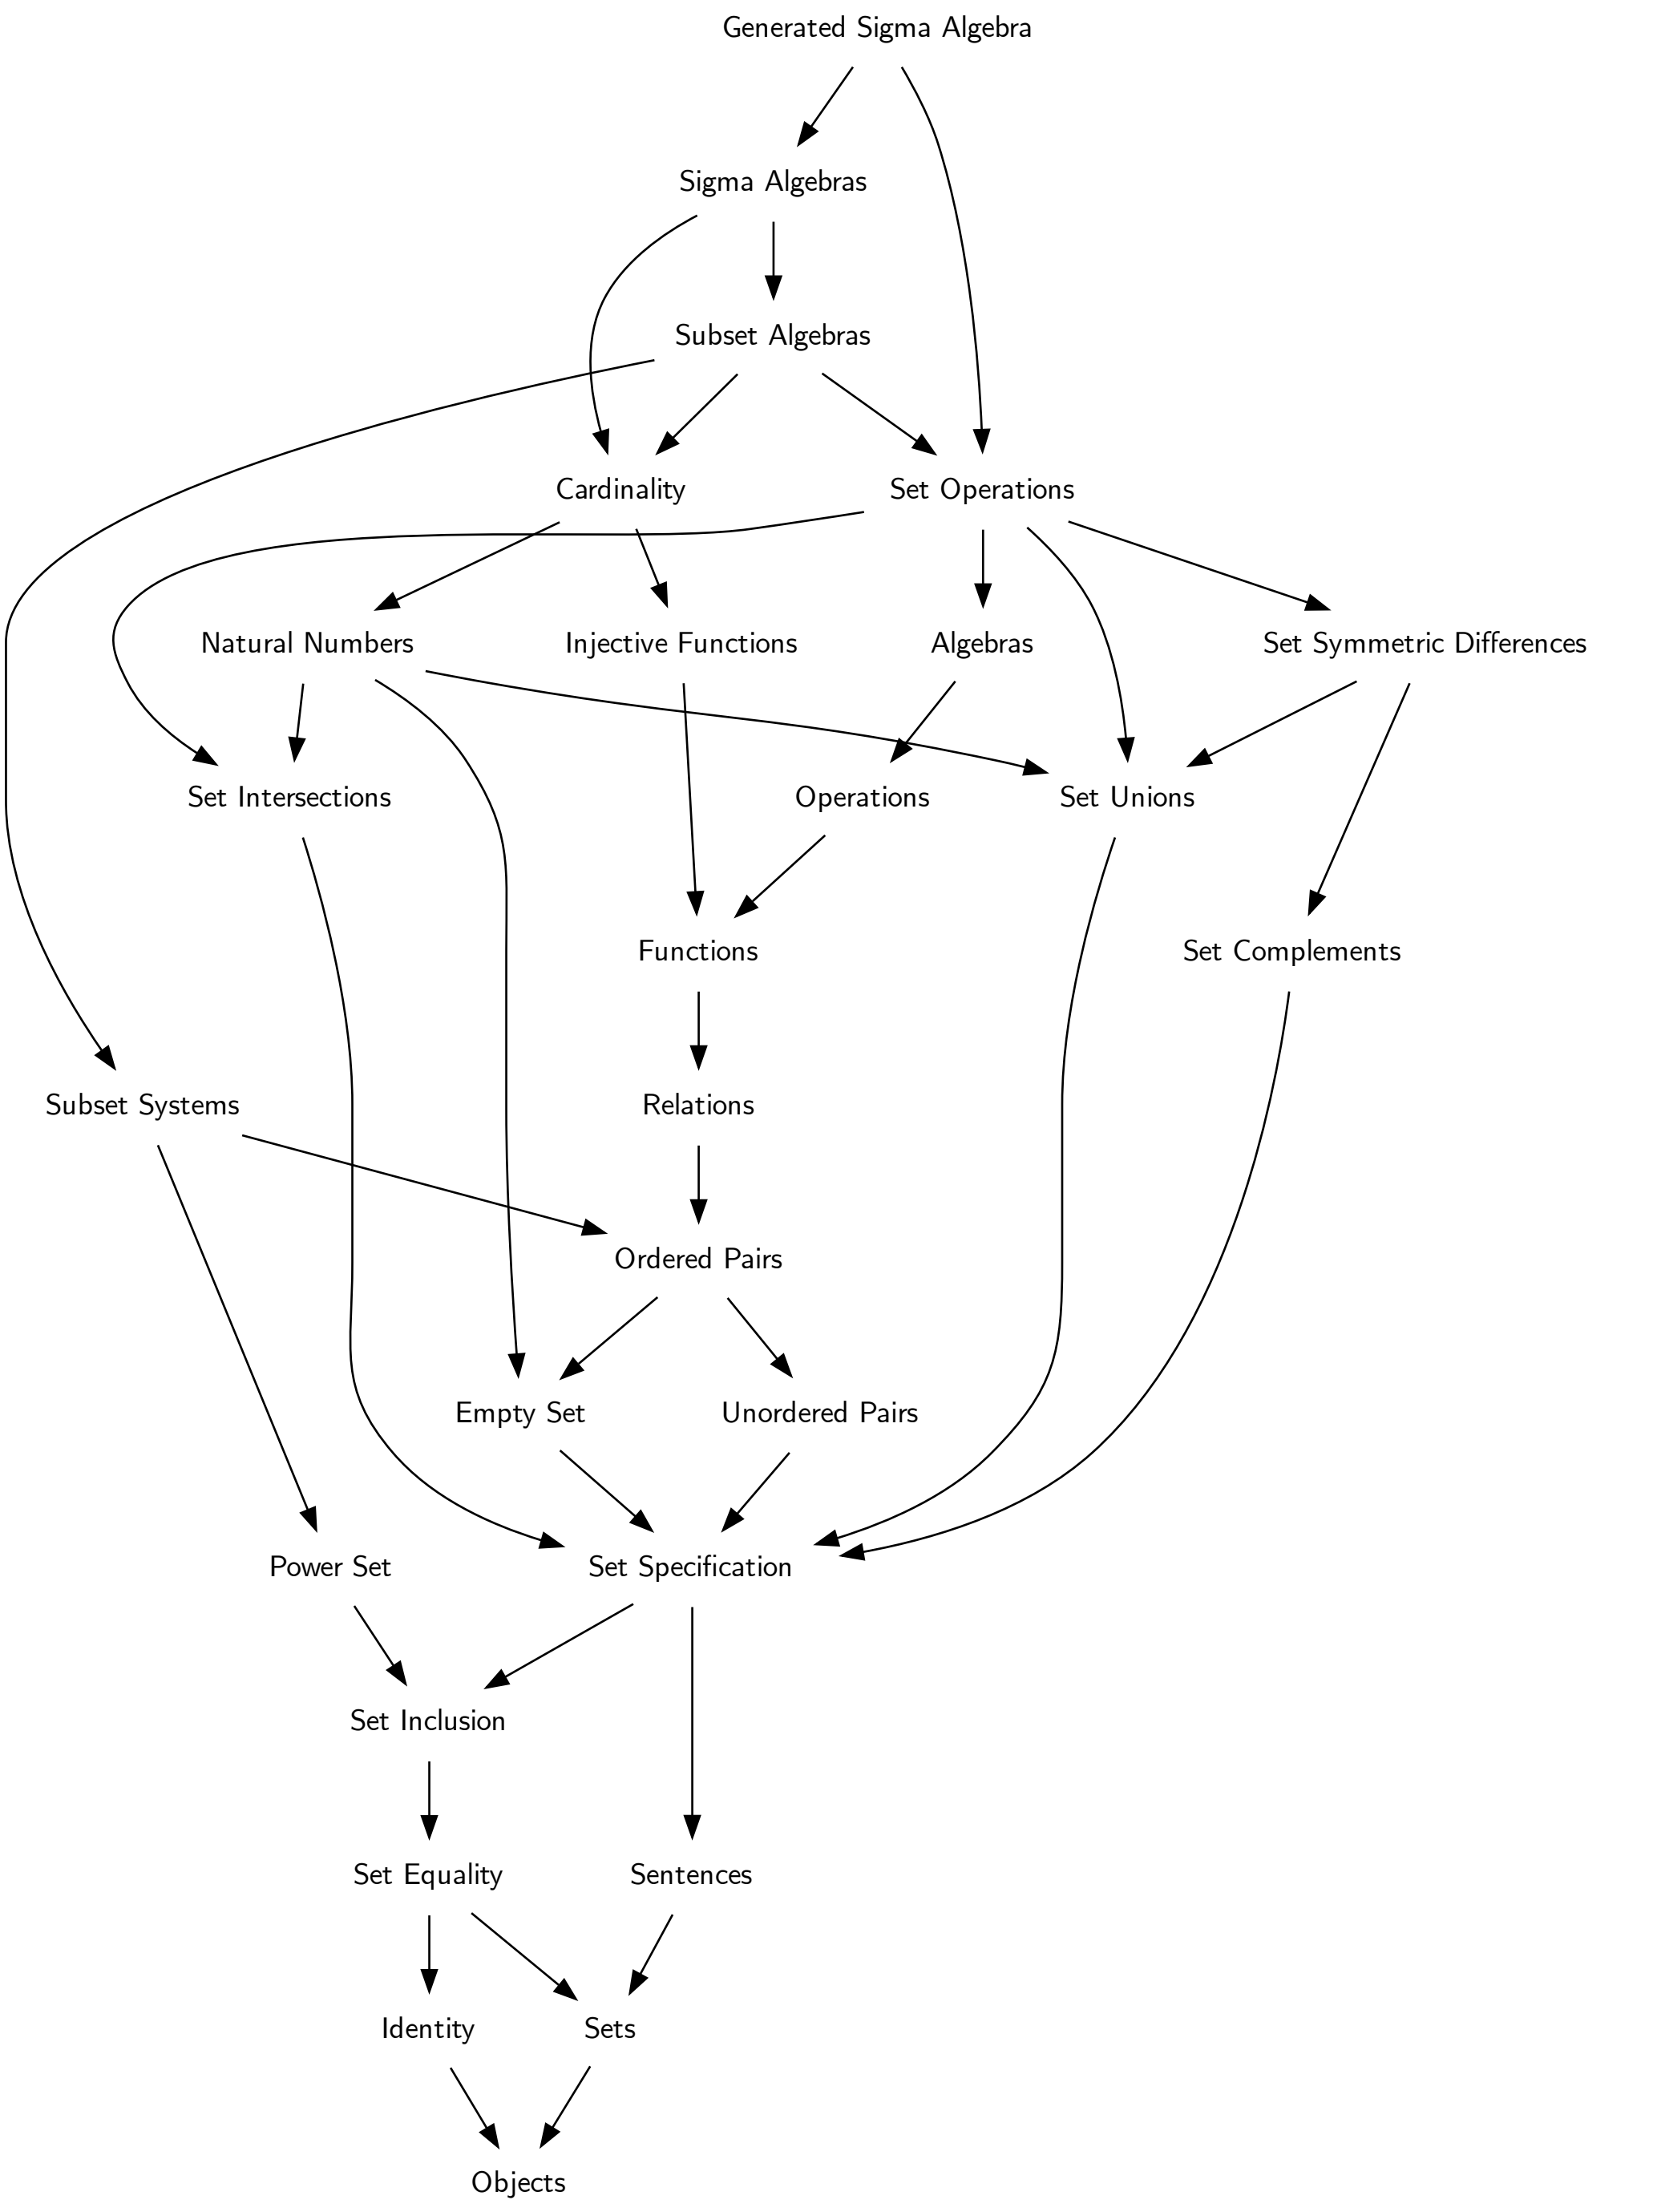 Generated Sigma Algebra
Sigma Algebras
Subset Algebras
Cardinality
Set Operations
Natural Numbers
Injective Functions
Algebras
Set Symmetric Differences
Set Intersections
Operations
Set Unions
Functions
Set Complements
Subset Systems
Relations
Ordered Pairs
Empty Set
Unordered Pairs
Power Set
Set Specification
Set Inclusion
Set Equality
Sentences
Identity
Sets
Objects